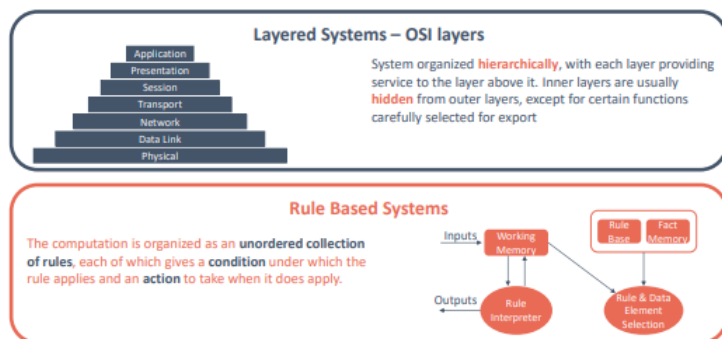 Layered Systems – OSI layers
Application
Presentation
Session
Transport
Network
Data Link
Physical
System organized hierarchically, with each layer providing
service to the layer above it. Inner layers are usually
hidden from outer layers, except for certain functions
carefully selected for export
Rule Based Systems
The computation is organized as an unordered collection
of rules, each of which gives a condition under which the
rule applies and an action to take when it does apply.
Inputs
Working
Memory
Rule
Base
Fact
Memory
Outputs
Rule
Interpreter
Rule & Data
Element
Selection